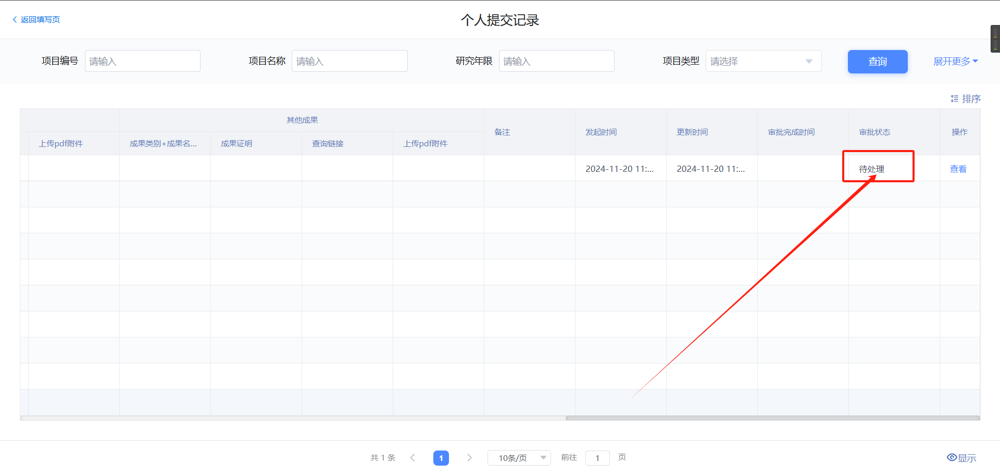 返回填写页
个人提交记录
项目编号 请输入 项目名称 请输入 研究年限 请输入 项目类型 请选择 查询 展开更多
排序
其他成果 备注 发起时间 更新时间 审批完成时间 审批状态 操作
上传pdf附件 成果类别+成果名... 成果证明 查询链接 上传pdf附件
2024-11-20 11:... 2024-11-20 11:... 待处理 查看
共 1 条 1 10条/页 前往 1 页 显示